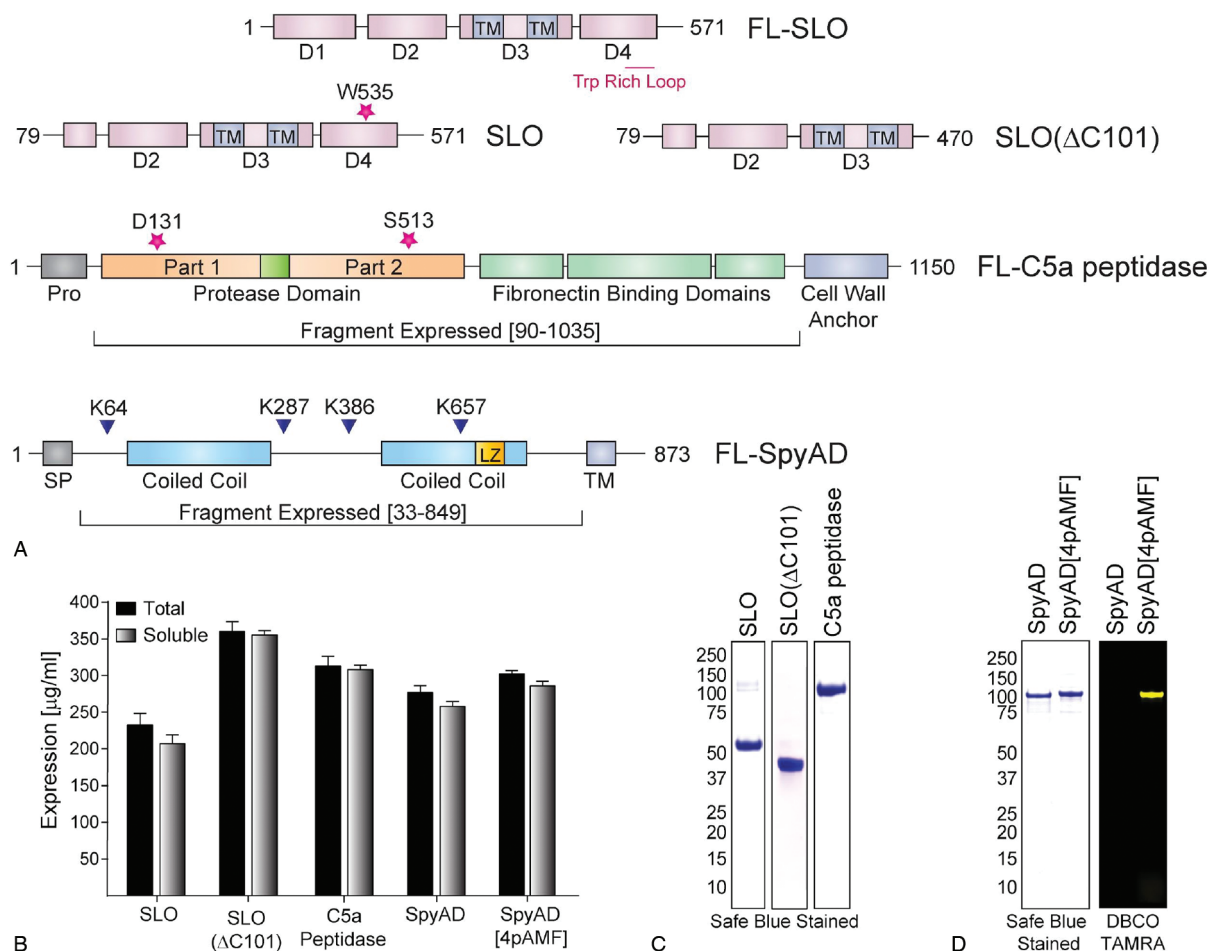 1 571 FL-SLO
TM TM
D1 D2 D3 D4
Trp Rich Loop
W535
79 TM TM 571 SLO
D2 D3 D4
79 TM TM 470 SLO(ΔC101)
D2 D3
D131 S513
1 Part 1 Part 2 1150 FL-C5a peptidase
Pro Protease Domain Fibronectin Binding Domains Cell Wall
Anchor
Fragment Expressed [90-1035]
K64 K287 K386 K657
1 LZ 873 FL-SpyAD
SP Coiled Coil Coiled Coil TM
Fragment Expressed [33-849]
A
Expression [µg/ml]
400
350
300
250
200
150
100
50
Total
Soluble
SLO
SLO
(ΔC101)
C5a
Peptidase
SpyAD
SpyAD
[4pAMF]
B
SLO
SLO(ΔC101)
C5a peptidase
250
150
100
75
50
37
25
20
15
10
Safe Blue Stained
C
SpyAD
SpyAD[4pAMF]
SpyAD
SpyAD[4pAMF]
250
150
100
75
50
37
25
20
15
10
Safe Blue
Stained
DBCO
TAMRA
D